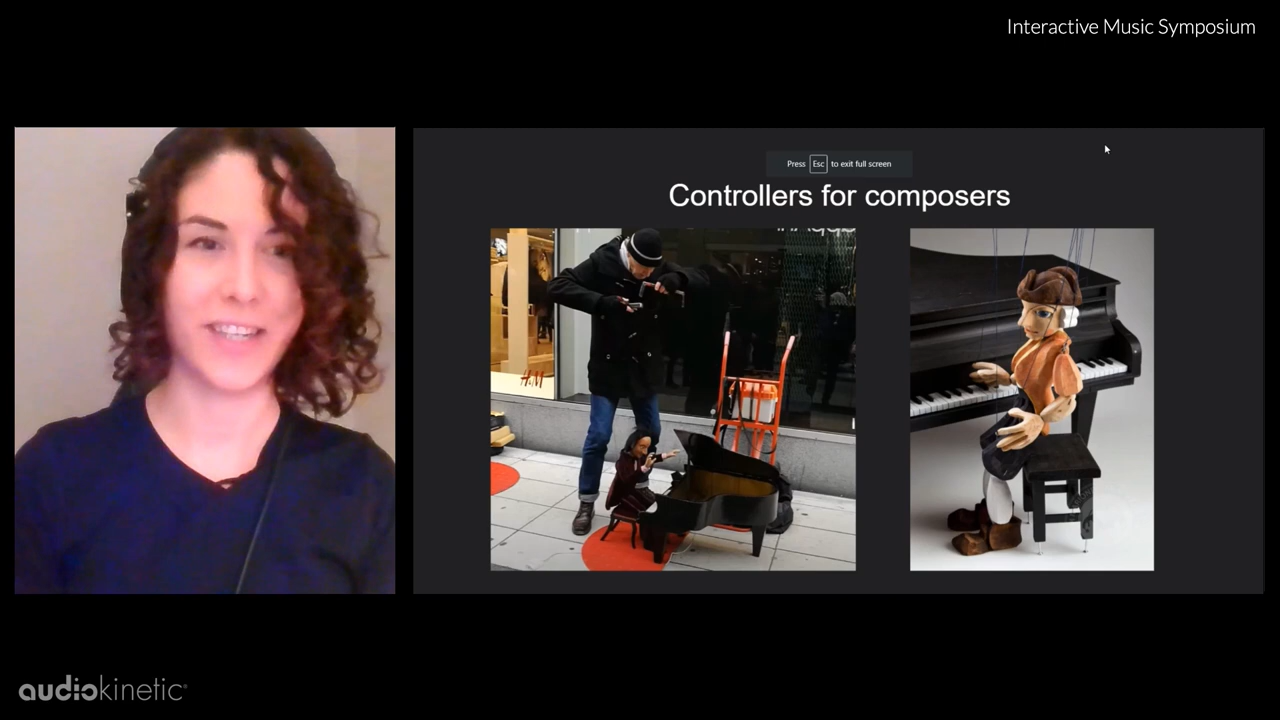 Interactive Music Symposium
Press Esc to exit full screen
Controllers for composers
H&M
audiokinetic